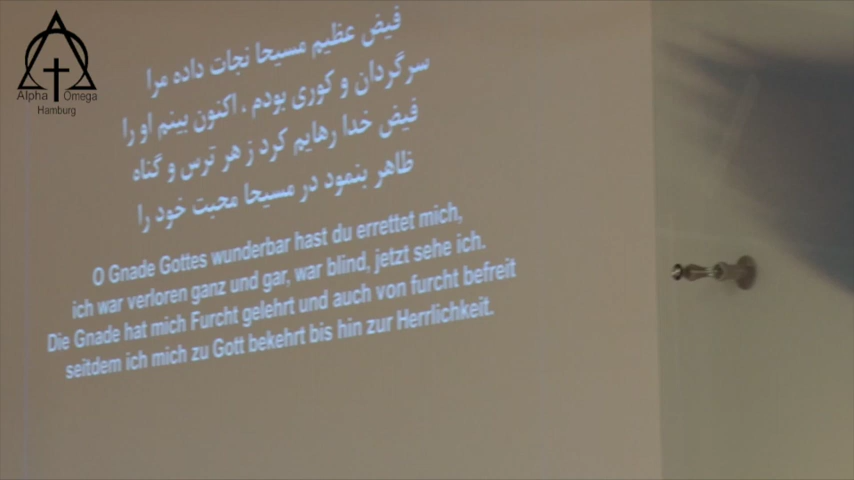 Alpha Omega
Hamburg
فیض عظیم مسیحا نجات داده مرا
سرگردان و کوری بودم ، اکنون بینم او را
فیض خدا رهایم کرد ز هر ترس و گناه
ظاهر بنمود در مسیحا محبت خود را
O Gnade Gottes wunderbar hast du errettet mich,
ich war verloren ganz und gar, war blind, jetzt sehe ich.
Die Gnade hat mich Furcht gelehrt und auch von furcht befreit
seitdem ich mich zu Gott bekehrt bis hin zur Herrlichkeit.